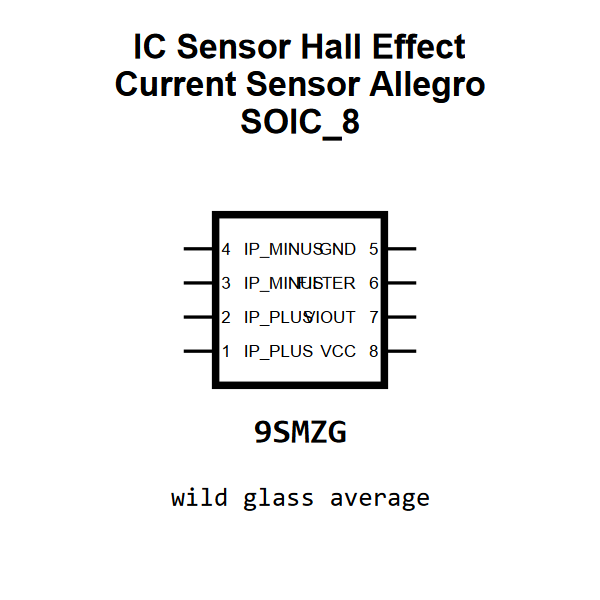 IC Sensor Hall Effect
Current Sensor Allegro
SOIC_8
4 IP_MINUS GND 5
3 IP_MINUS FILTER 6
2 IP_PLUS VIOUT 7
1 IP_PLUS VCC 8
9SMZG
wild glass average